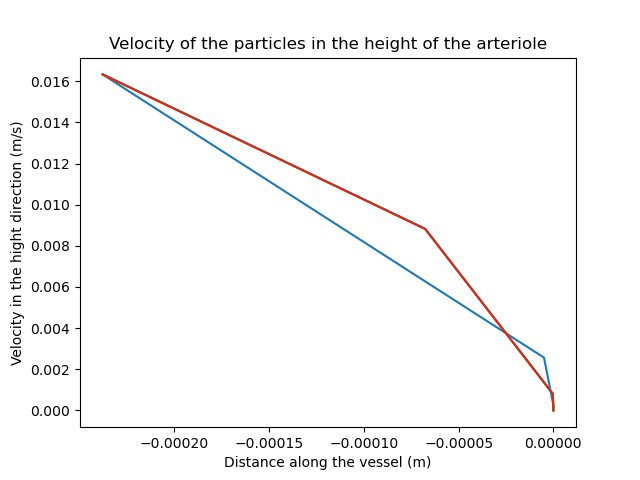 Velocity of the particles in the height of the arteriole
Velocity in the hight direction (m/s)
0.016
0.014
0.012
0.010
0.008
0.006
0.004
0.002
0.000
−0.00020 −0.00015 −0.00010 −0.00005 0.00000
Distance along the vessel (m)